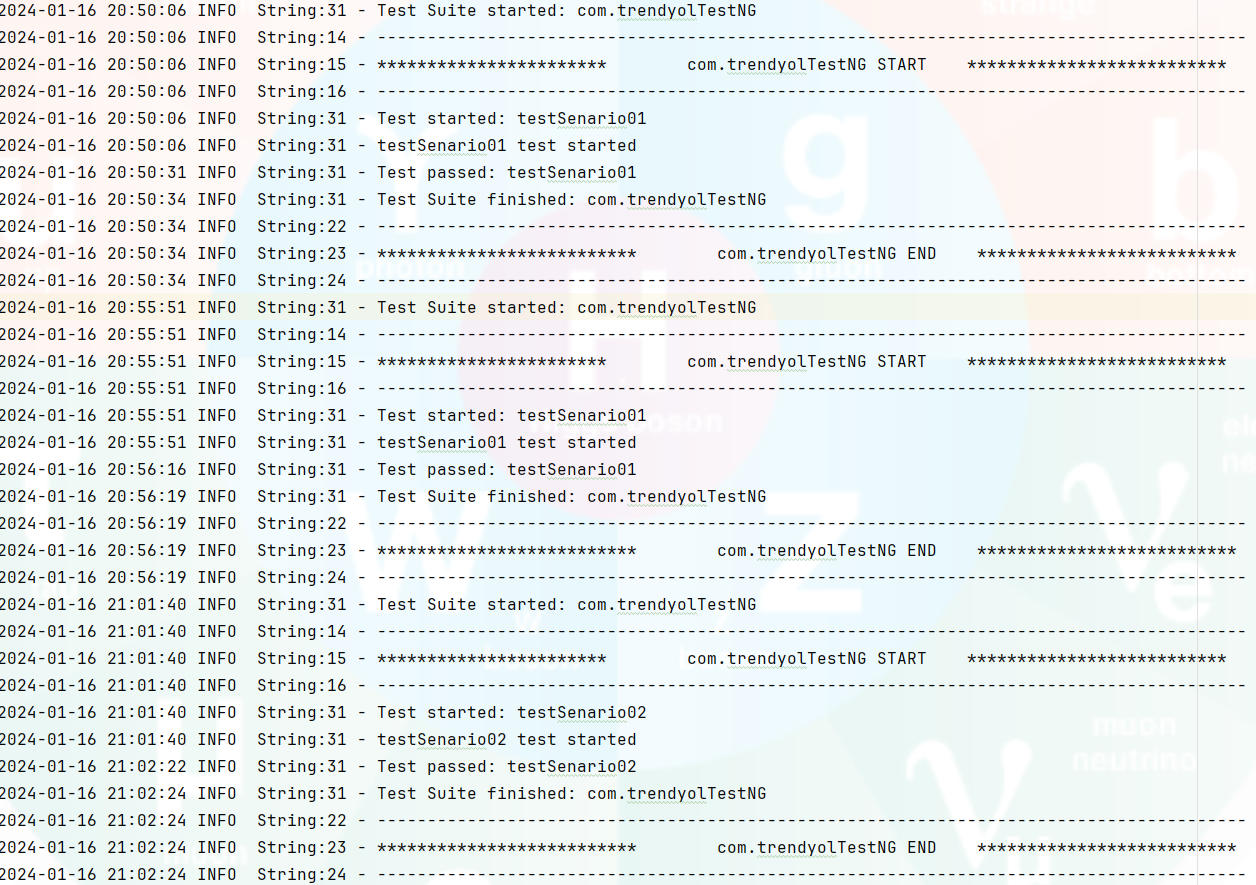 2024-01-16 20:50:06 INFO  String:31 - Test Suite started: com.trendyolTestNG
2024-01-16 20:50:06 INFO  String:14 - ---------------------------------------------------------------------------------------
2024-01-16 20:50:06 INFO  String:15 - ***********************        com.trendyolTestNG START    **************************
2024-01-16 20:50:06 INFO  String:16 - ---------------------------------------------------------------------------------------
2024-01-16 20:50:06 INFO  String:31 - Test started: testSenario01
2024-01-16 20:50:06 INFO  String:31 - testSenario01 test started
2024-01-16 20:50:31 INFO  String:31 - Test passed: testSenario01
2024-01-16 20:50:34 INFO  String:31 - Test Suite finished: com.trendyolTestNG
2024-01-16 20:50:34 INFO  String:22 - ---------------------------------------------------------------------------------------
2024-01-16 20:50:34 INFO  String:23 - **************************        com.trendyolTestNG END    **************************
2024-01-16 20:50:34 INFO  String:24 - ---------------------------------------------------------------------------------------
2024-01-16 20:55:51 INFO  String:31 - Test Suite started: com.trendyolTestNG
2024-01-16 20:55:51 INFO  String:14 - ---------------------------------------------------------------------------------------
2024-01-16 20:55:51 INFO  String:15 - ***********************        com.trendyolTestNG START    **************************
2024-01-16 20:55:51 INFO  String:16 - ---------------------------------------------------------------------------------------
2024-01-16 20:55:51 INFO  String:31 - Test started: testSenario01
2024-01-16 20:55:51 INFO  String:31 - testSenario01 test started
2024-01-16 20:56:16 INFO  String:31 - Test passed: testSenario01
2024-01-16 20:56:19 INFO  String:31 - Test Suite finished: com.trendyolTestNG
2024-01-16 20:56:19 INFO  String:22 - ---------------------------------------------------------------------------------------
2024-01-16 20:56:19 INFO  String:23 - **************************        com.trendyolTestNG END    **************************
2024-01-16 20:56:19 INFO  String:24 - ---------------------------------------------------------------------------------------
2024-01-16 21:01:40 INFO  String:31 - Test Suite started: com.trendyolTestNG
2024-01-16 21:01:40 INFO  String:14 - ---------------------------------------------------------------------------------------
2024-01-16 21:01:40 INFO  String:15 - ***********************        com.trendyolTestNG START    **************************
2024-01-16 21:01:40 INFO  String:16 - ---------------------------------------------------------------------------------------
2024-01-16 21:01:40 INFO  String:31 - Test started: testSenario02
2024-01-16 21:01:40 INFO  String:31 - testSenario02 test started
2024-01-16 21:02:22 INFO  String:31 - Test passed: testSenario02
2024-01-16 21:02:24 INFO  String:31 - Test Suite finished: com.trendyolTestNG
2024-01-16 21:02:24 INFO  String:22 - ---------------------------------------------------------------------------------------
2024-01-16 21:02:24 INFO  String:23 - **************************        com.trendyolTestNG END    **************************
2024-01-16 21:02:24 INFO  String:24 - ---------------------------------------------------------------------------------------
strange
γ
photon
g
b
H
W
Z
ν e
muon
neutrino
muon